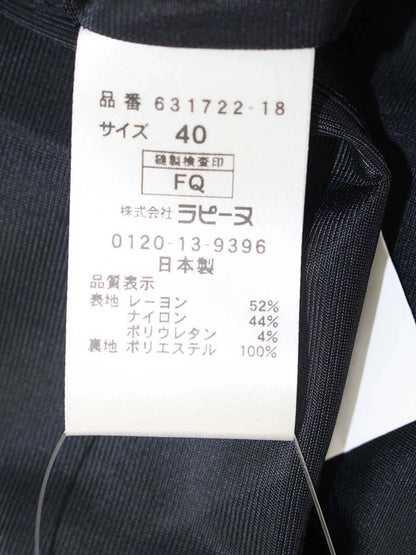 品番 631722-18
サイズ 40
縫製検査印
FQ
株式会社 ラピーヌ
0120-13-9396
日本製
品質表示
表地 レーヨン 52%
ナイロン 44%
ポリウレタン 4%
裏地 ポリエステル 100%